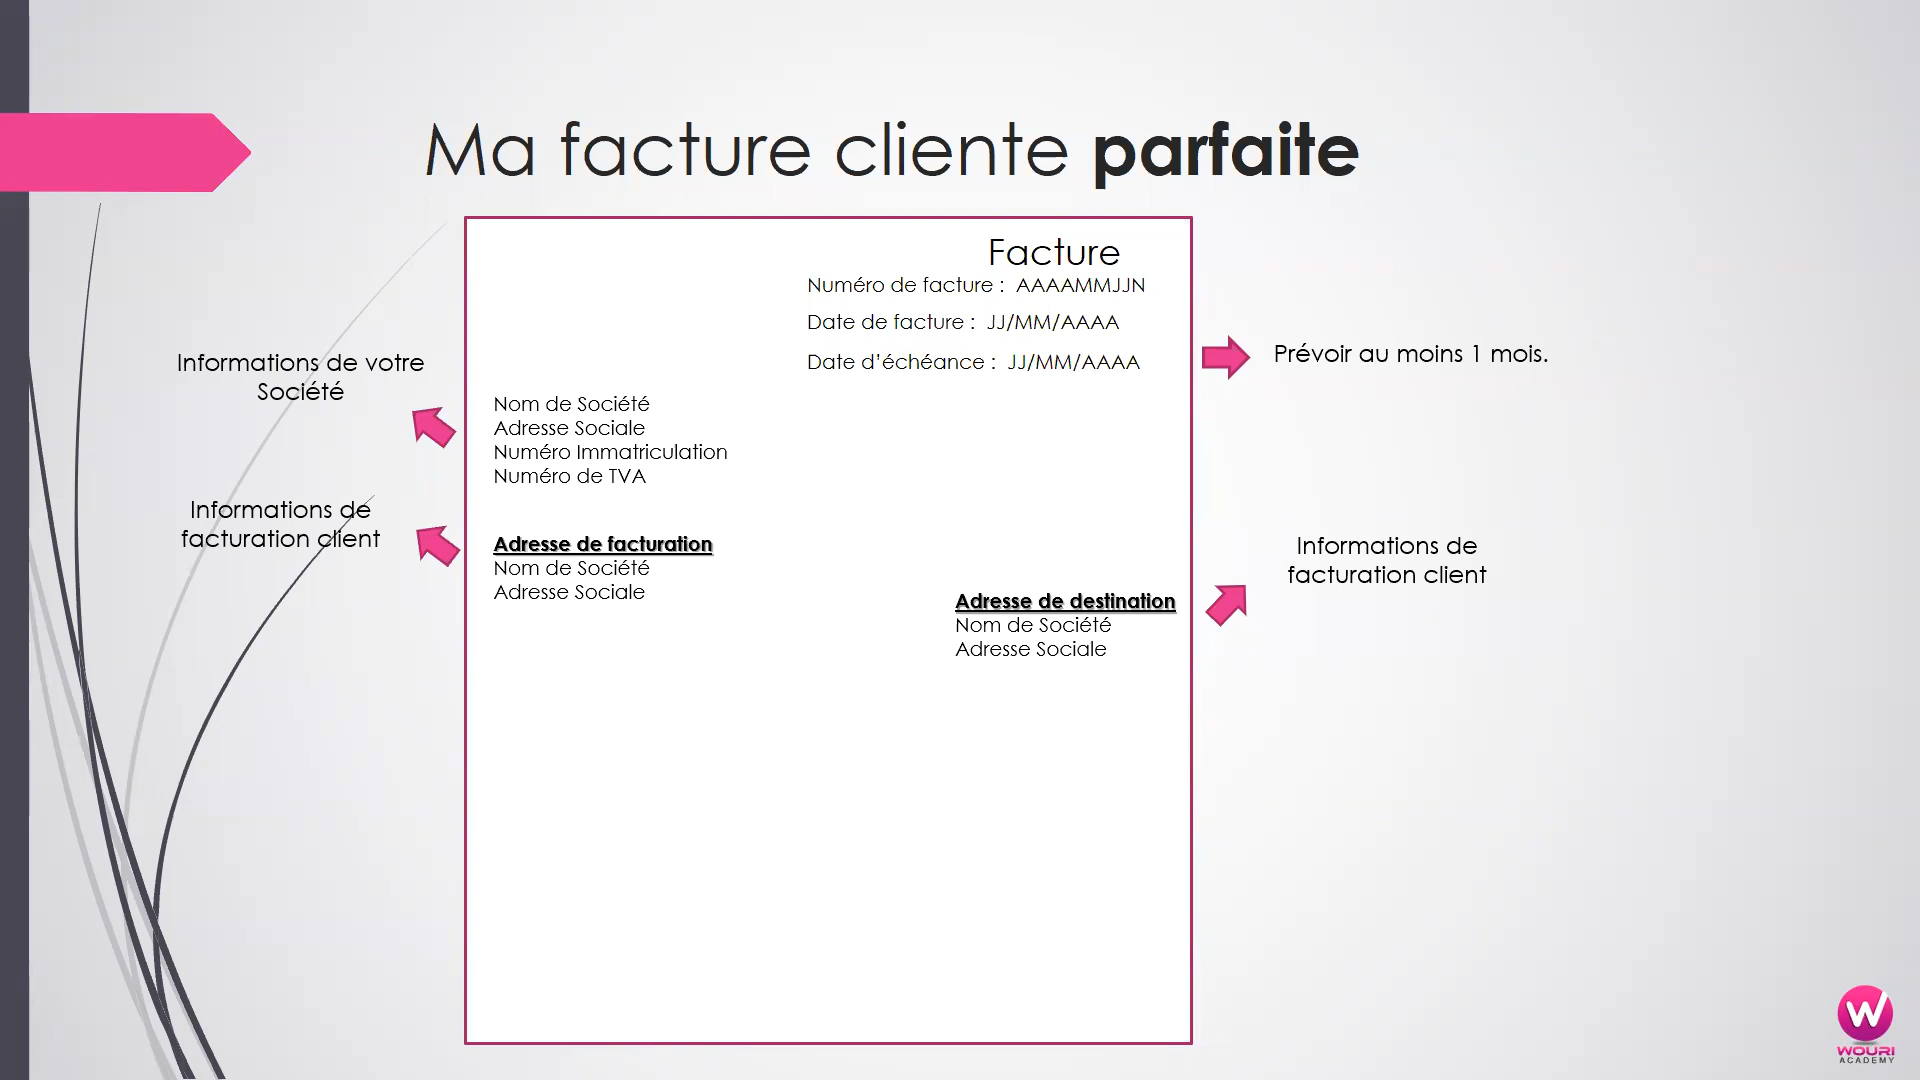 Ma facture cliente parfaite
Facture
Numéro de facture : AAAAMMJJN
Date de facture : JJ/MM/AAAA
Date d’échéance : JJ/MM/AAAA
Prévoir au moins 1 mois.
Informations de votre
Société
Nom de Société
Adresse Sociale
Numéro Immatriculation
Numéro de TVA
Informations de
facturation client
Adresse de facturation
Nom de Société
Adresse Sociale
Informations de
facturation client
Adresse de destination
Nom de Société
Adresse Sociale
W
WOURI
ACADEMY